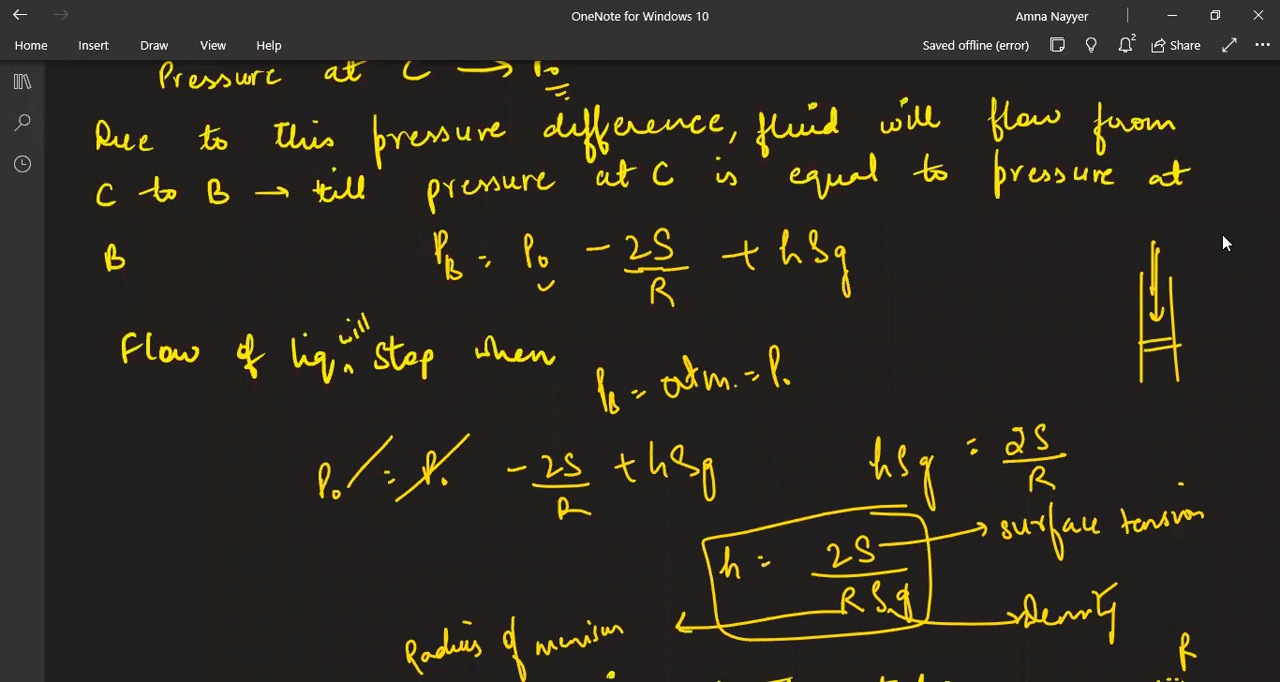 OneNote for Windows 10
Amna Nayyer
Home Insert Draw View Help
Saved offline (error) Share
Pressure at C → P₀
Due to this pressure difference, fluid will flow from
C to B → till pressure at C is equal to pressure at
B
P_B = P₀ - 2S/R + hρg
Flow of liq. will stop when
P_B = atm. = P₀
P₀ = P₀ - 2S/R + hρg
hρg = 2S/R
h = 2S/Rρg
→ surface tension
→ Density
Radius of meniscus
R